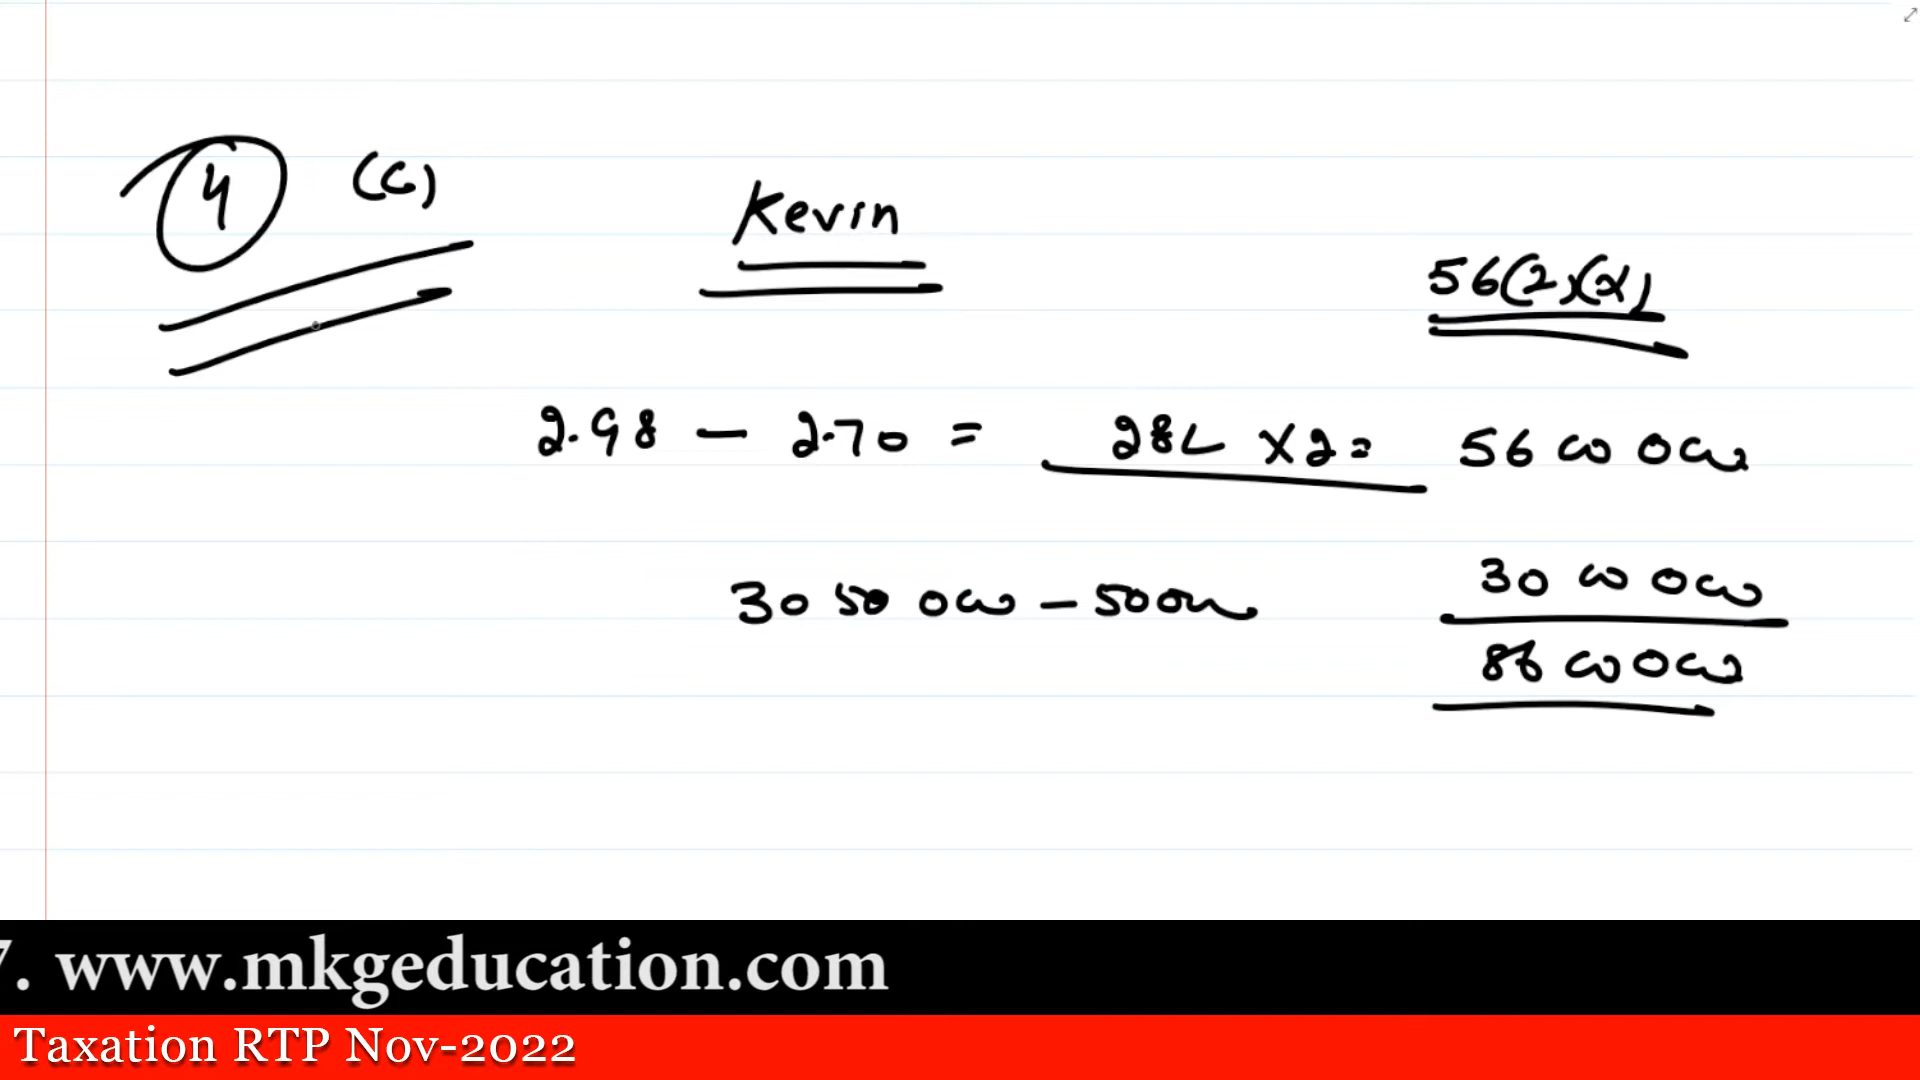 4 (C)
Kevin
56(2)(x)
2.98 - 2.70 = 28L X 2 = 56 00 000
30 50 000 - 50000 30 00 000
86 00 000
7. www.mkgeducation.com
Taxation RTP Nov-2022